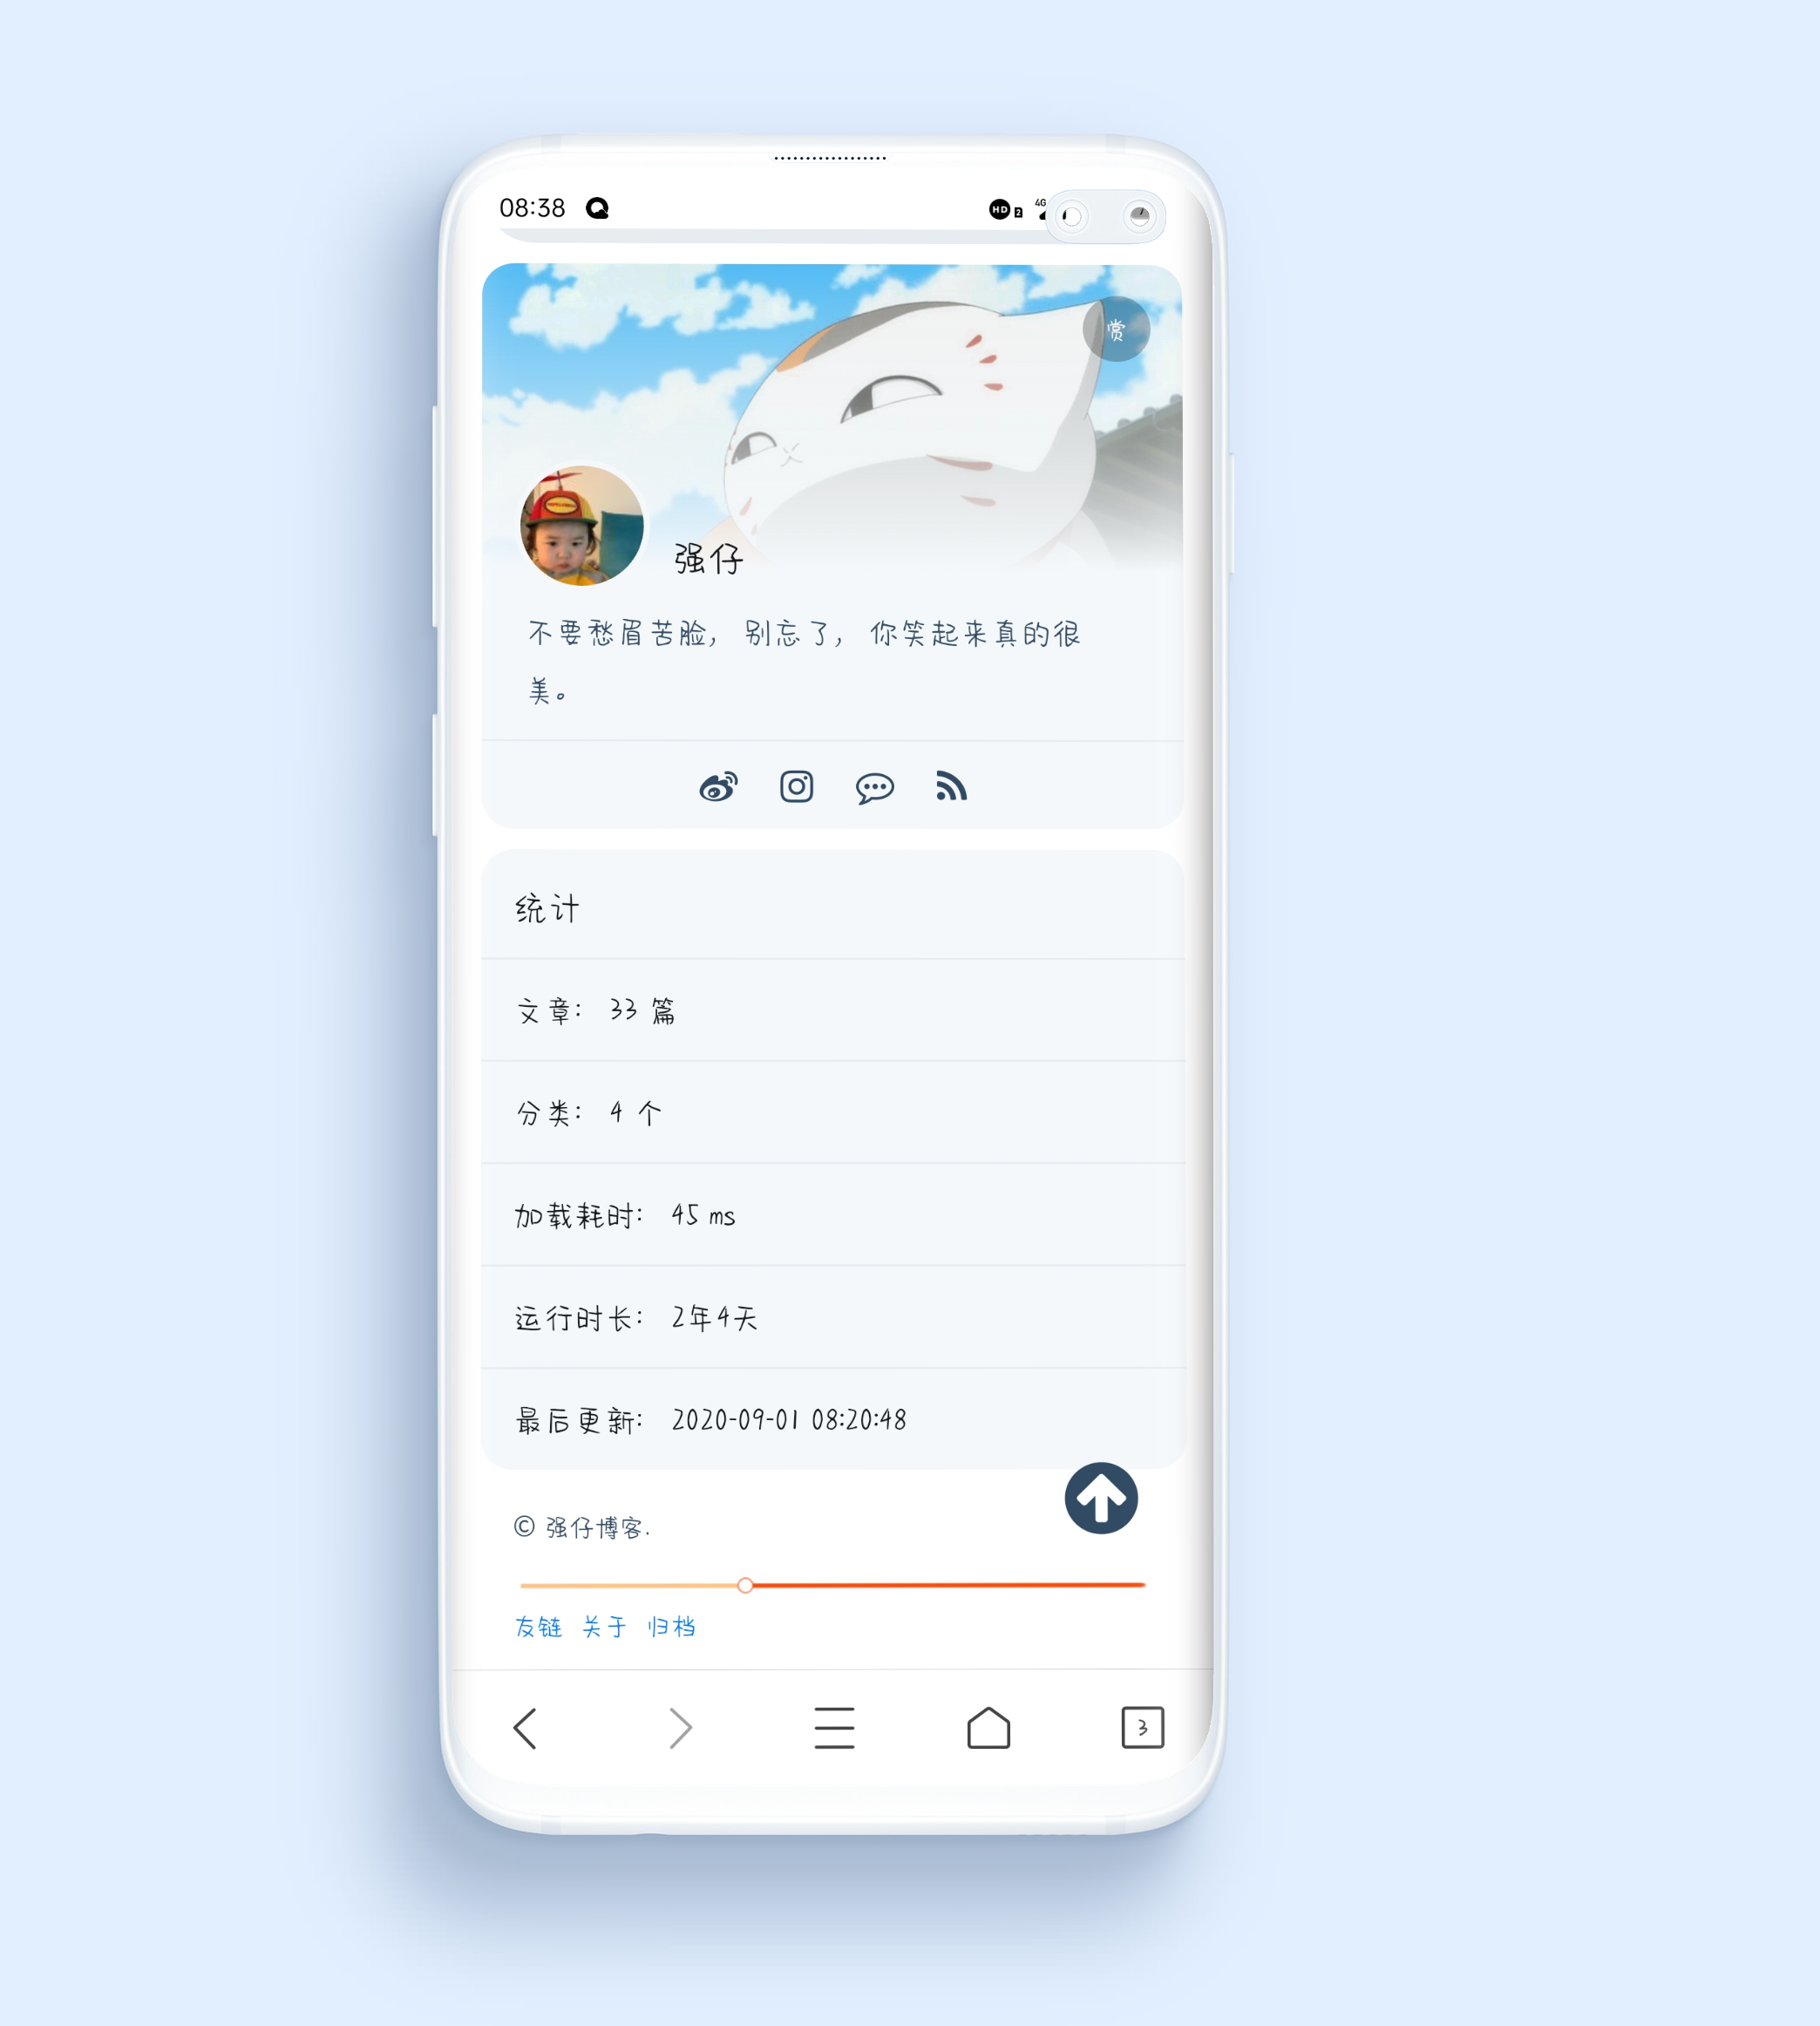 08:38
HD 2 4G
赏
强仔
不要愁眉苦脸, 别忘了, 你笑起来真的很
美。
统计
文章: 33 篇
分类: 4 个
加载耗时: 45 ms
运行时长: 2年4天
最后更新: 2020-09-01 08:20:48
© 强仔博客.
友链 关于 归档
3